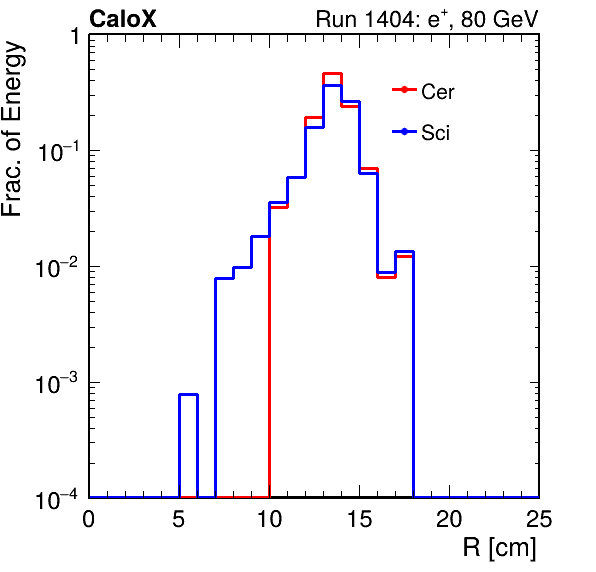 CaloX Run 1404: e⁺, 80 GeV
Frac. of Energy
1
10⁻¹
10⁻²
10⁻³
10⁻⁴
Cer
Sci
0 5 10 15 20 25
R [cm]